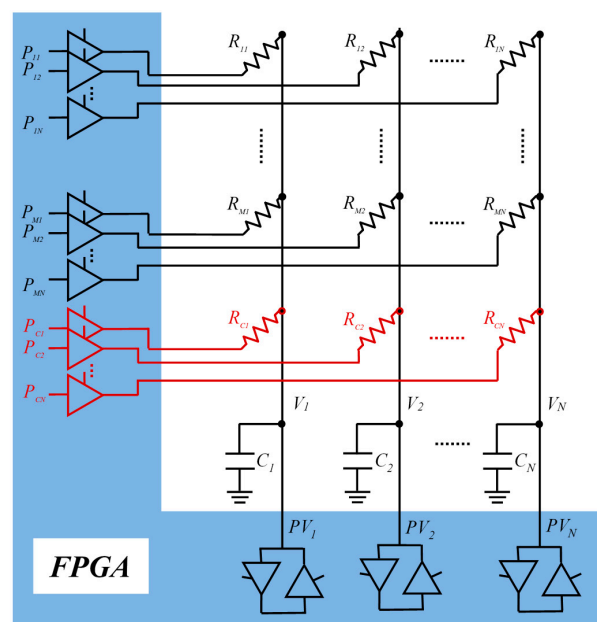 P11 R11 R12 R1N
P12
P1N
PM1 RM1 RM2 RMN
PM2
PMN
PC1 RC1 RC2 RCN
PC2
PCN
V1 V2 VN
C1 C2 CN
PV1 PV2 PVN
FPGA